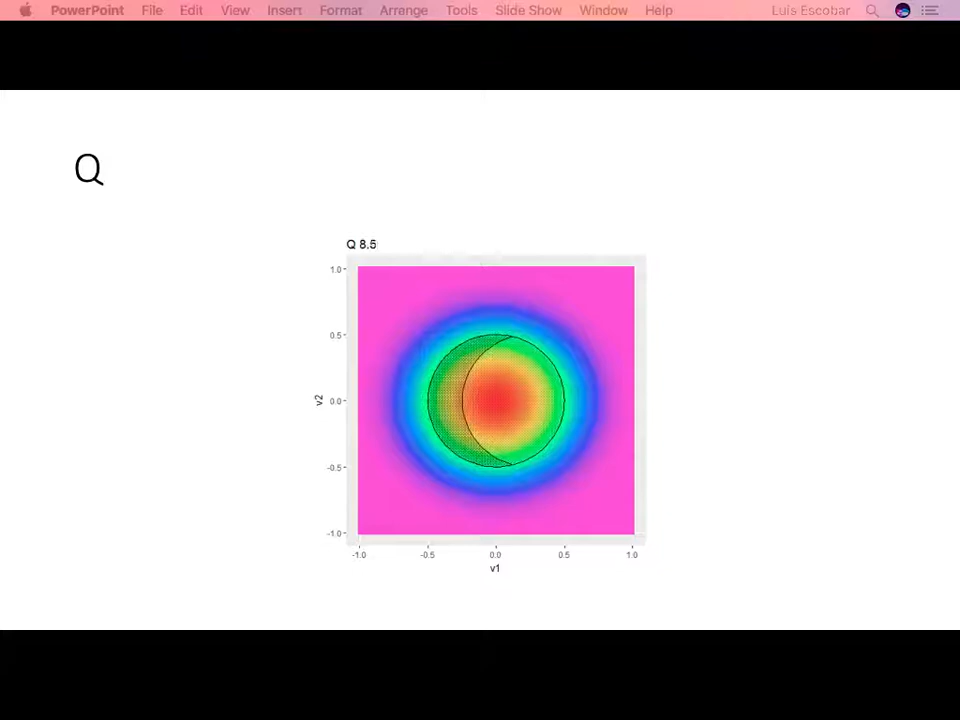 PowerPoint File Edit View Insert Format Arrange Tools Slide Show Window Help Luis Escobar
Q
Q 8.5
1.0
0.5
0.0
-0.5
-1.0
v2
-1.0 -0.5 0.0 0.5 1.0
v1